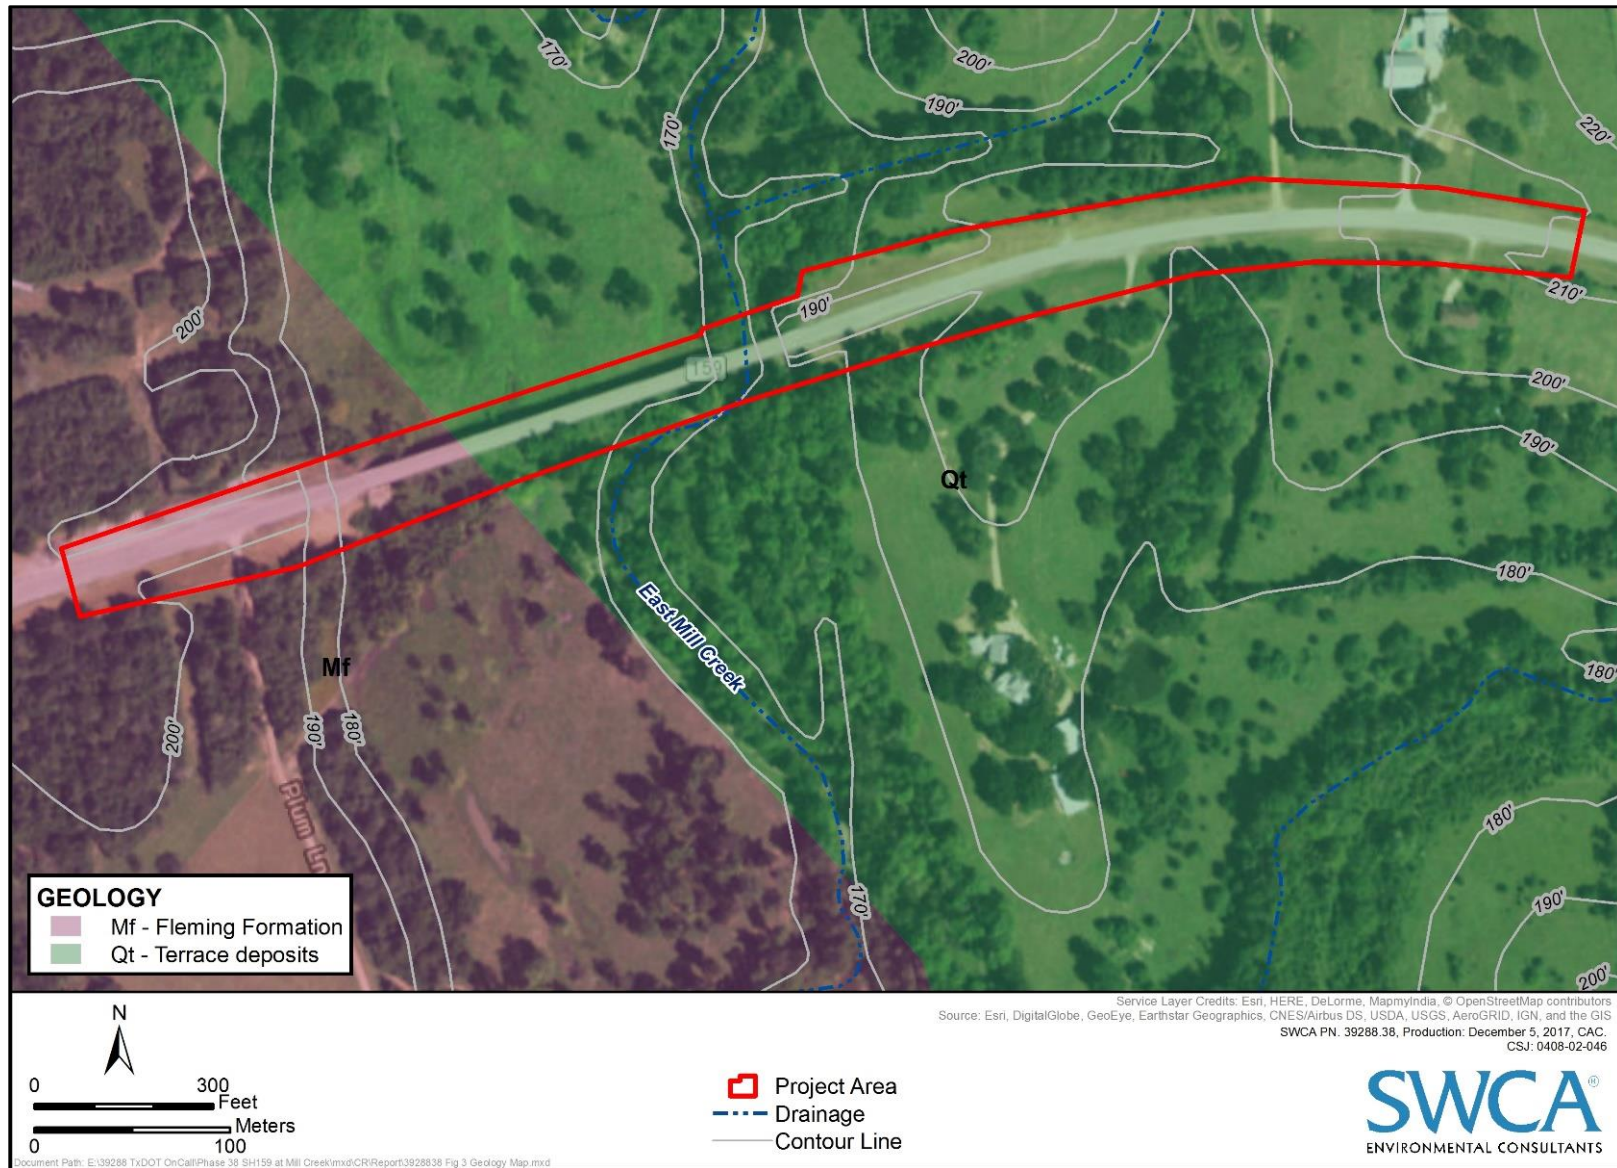 200'
170'
190'
170'
220'
200'
190'
210'
159
200'
190'
Qt
180'
East Mill Creek
Mf
180'
200'
190'
180'
Plum Ln
180'
170'
190'
200'
GEOLOGY
Mf - Fleming Formation
Qt - Terrace deposits
Service Layer Credits: Esri, HERE, DeLorme, MapmyIndia, © OpenStreetMap contributors
Source: Esri, DigitalGlobe, GeoEye, Earthstar Geographics, CNES/Airbus DS, USDA, USGS, AeroGRID, IGN, and the GIS
SWCA PN. 39288.38, Production: December 5, 2017, CAC.
CSJ: 0408-02-046
N
0 300
Feet
Meters
0 100
Project Area
Drainage
Contour Line
SWCA®
ENVIRONMENTAL CONSULTANTS
Document Path: E:\39288 TxDOT OnCall\Phase 38 SH159 at Mill Creek\mxd\CR\Report\3928838 Fig 3 Geology Map.mxd